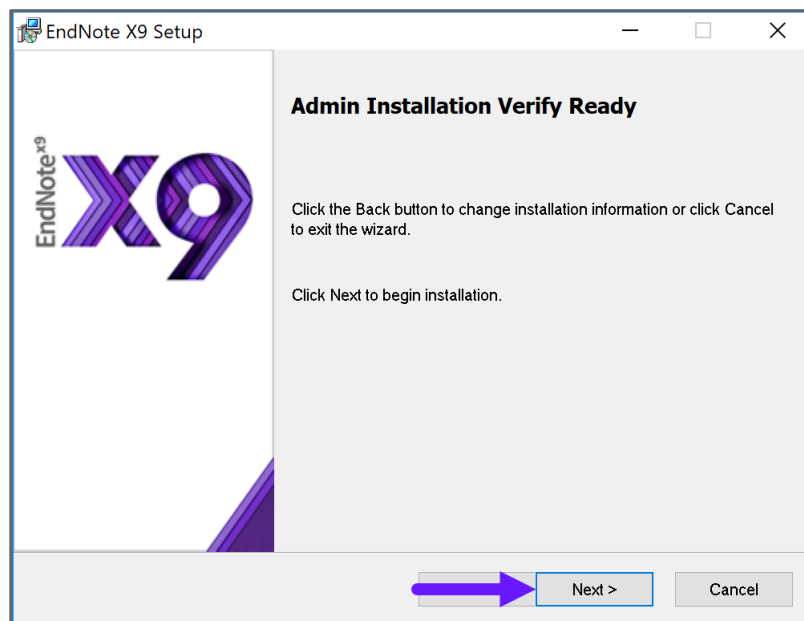 EndNote X9 Setup
EndNote X9
X9
Admin Installation Verify Ready
Click the Back button to change installation information or click Cancel
to exit the wizard.
Click Next to begin installation.
Next >
Cancel